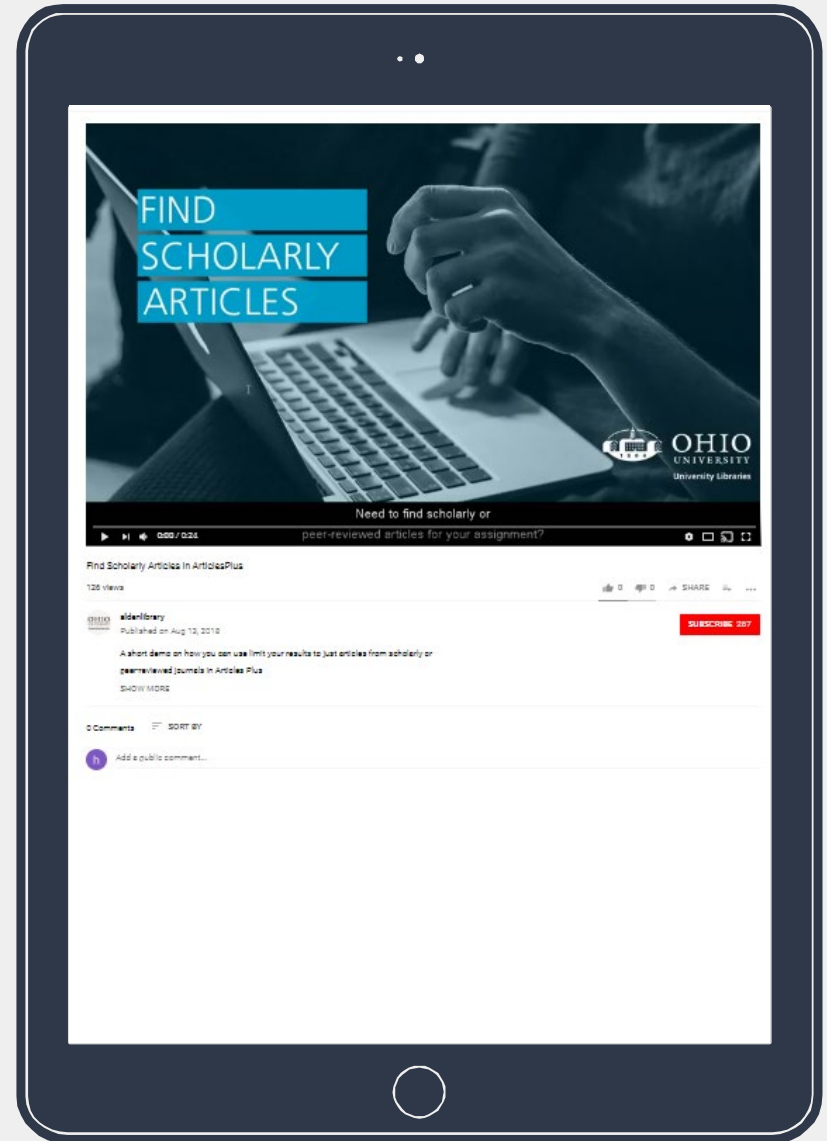 FIND
SCHOLARLY
ARTICLES
OHIO
UNIVERSITY
University Libraries
Need to find scholarly or
peer-reviewed articles for your assignment?
0:00 / 0:24
Find Scholarly Articles in ArticlesPlus
126 views
0 0 SHARE
aldenlibrary
SUBSCRIBE 267
Published on Aug 13, 2018
A short demo on how you can use limit your results to just articles from scholarly or
peer-reviewed journals in Articles Plus
SHOW MORE
0 Comments SORT BY
h
Add a public comment...